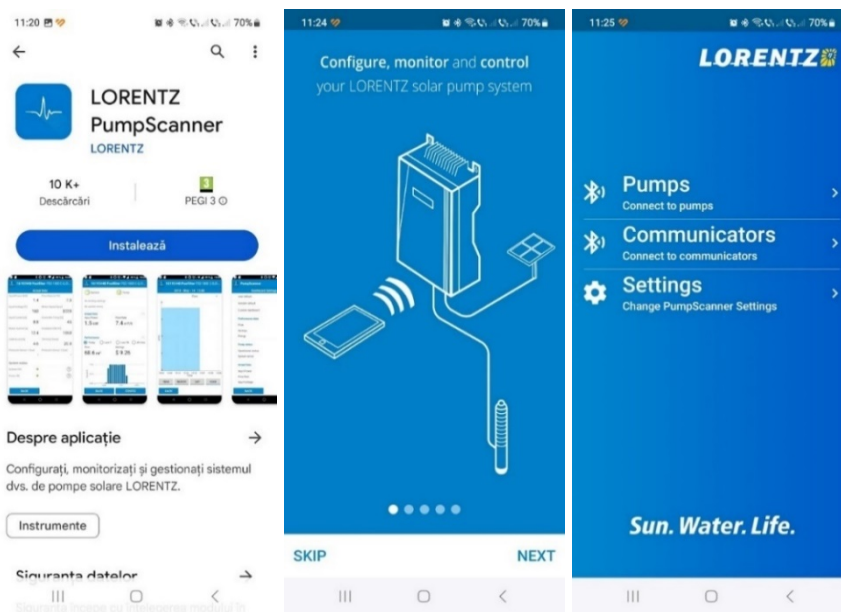 11:20
70%
LORENTZ
PumpScanner
LORENTZ
10 K+
Descărcări
3
PEGI 3
Instalează
Despre aplicație
Configurați, monitorizați și gestionați sistemul
dvs. de pompe solare LORENTZ.
Instrumente
Siguranța datelor
11:24
70%
Configure, monitor and control
your LORENTZ solar pump system
SKIP
NEXT
11:25
70%
LORENTZ
Pumps
Connect to pumps
Communicators
Connect to communicators
Settings
Change PumpScanner Settings
Sun. Water. Life.